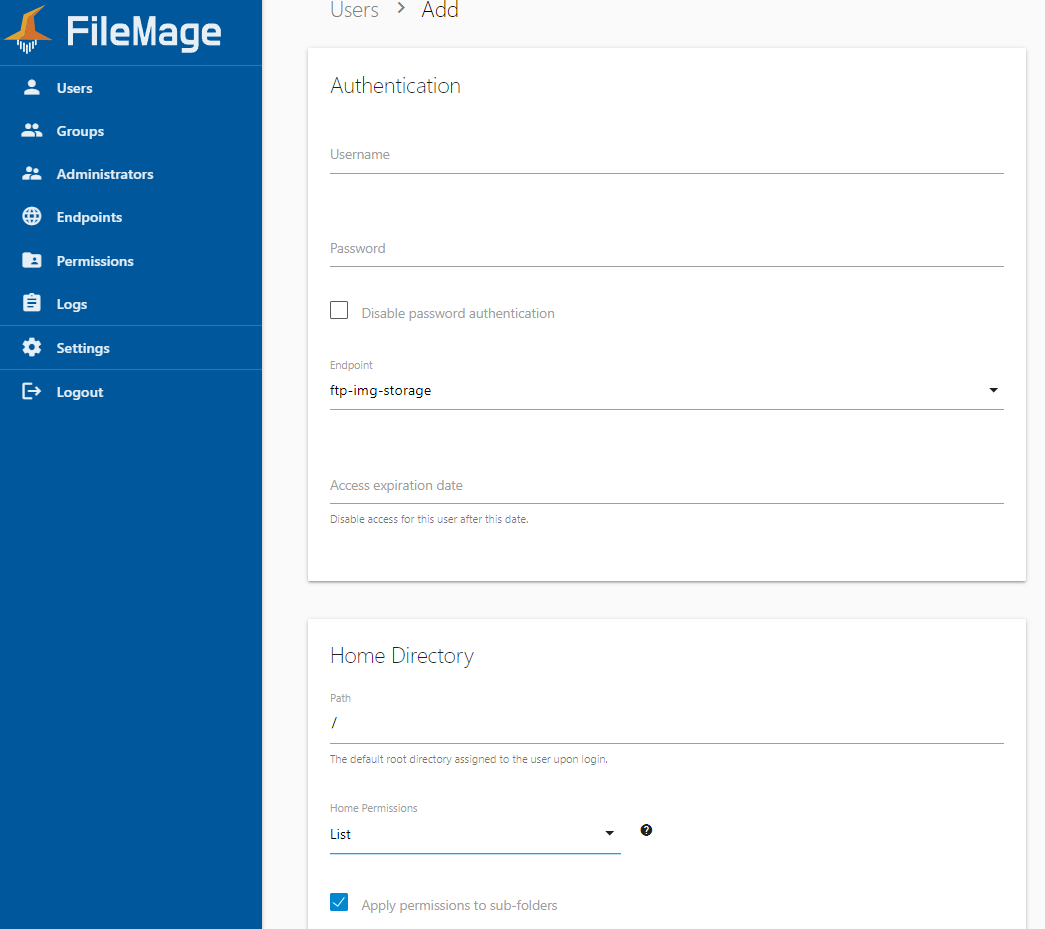 FileMage
Users
Groups
Administrators
Endpoints
Permissions
Logs
Settings
Logout
Users > Add
Authentication
Username
Password
Disable password authentication
Endpoint
ftp-img-storage
Access expiration date
Disable access for this user after this date.
Home Directory
Path
/
The default root directory assigned to the user upon login.
Home Permissions
List
?
Apply permissions to sub-folders